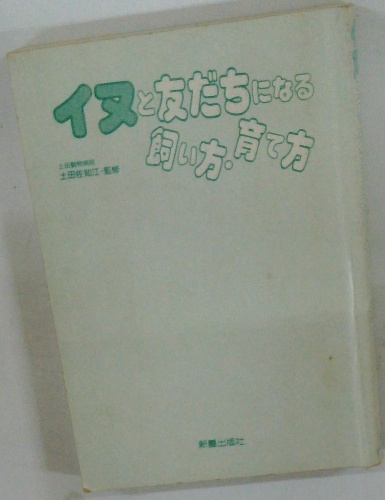 イヌと友だちになる
飼い方・育て方
土田動物病院
土田佐知江・監修
新星出版社